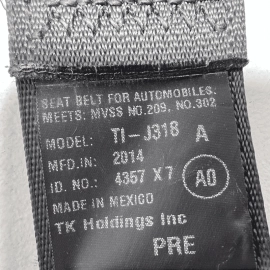 SEAT BELT FOR AUTOMOBILES.
MEETS: MVSS NO.209, NO.302
MODEL: TI-J318 A
MFD.IN: 2014
ID. NO.: 4357 X7 A0
MADE IN MEXICO
TK Holdings Inc
PRE